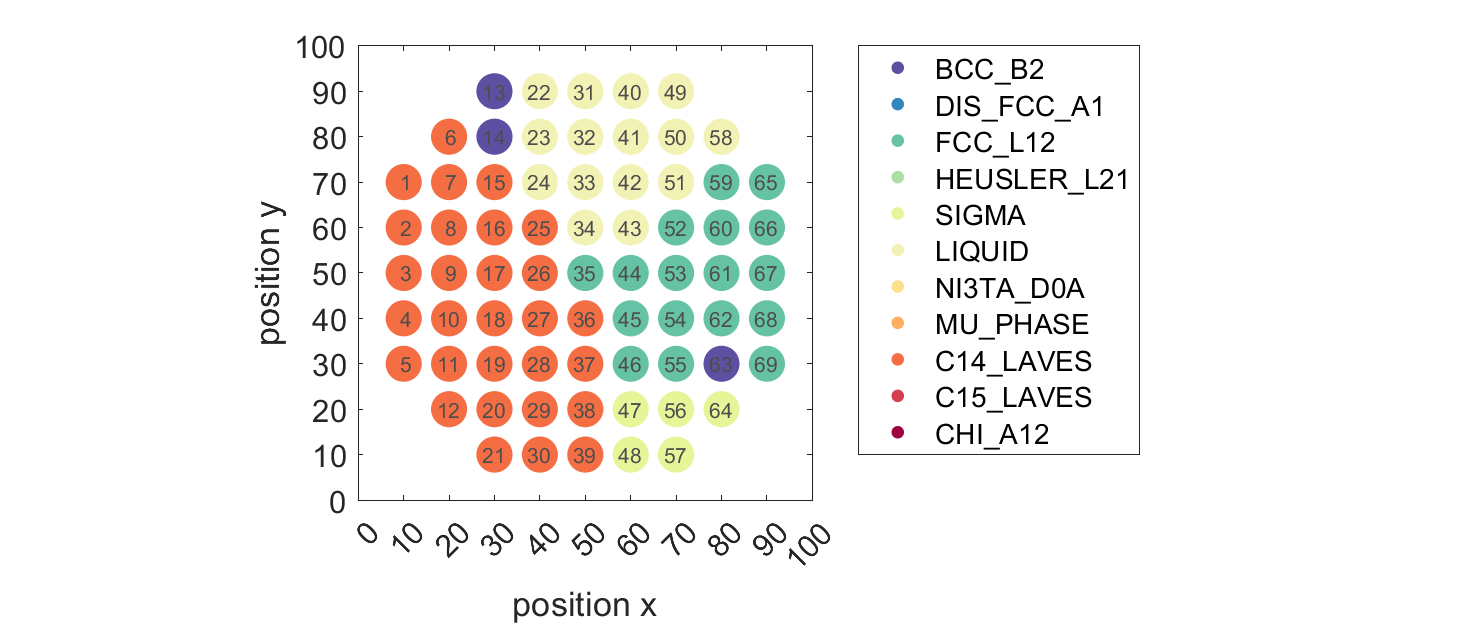 100
90
80
70
60
50
40
30
20
10
0
position y
13 22 31 40 49
6 14 23 32 41 50 58
1 7 15 24 33 42 51 59 65
2 8 16 25 34 43 52 60 66
3 9 17 26 35 44 53 61 67
4 10 18 27 36 45 54 62 68
5 11 19 28 37 46 55 63 69
12 20 29 38 47 56 64
21 30 39 48 57
0 10 20 30 40 50 60 70 80 90 100
position x
BCC_B2
DIS_FCC_A1
FCC_L12
HEUSLER_L21
SIGMA
LIQUID
NI3TA_D0A
MU_PHASE
C14_LAVES
C15_LAVES
CHI_A12